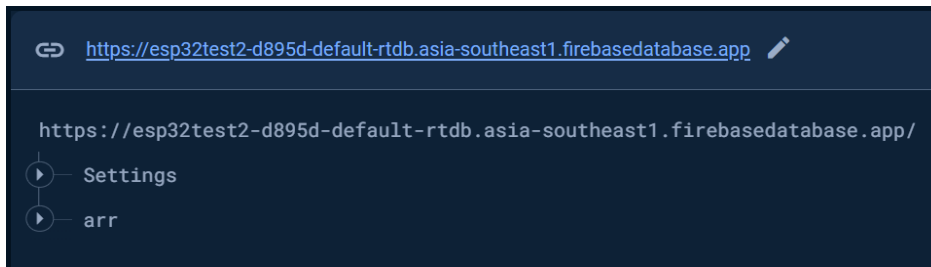 https://esp32test2-d895d-default-rtdb.asia-southeast1.firebasedatabase.app
https://esp32test2-d895d-default-rtdb.asia-southeast1.firebasedatabase.app/
Settings
arr